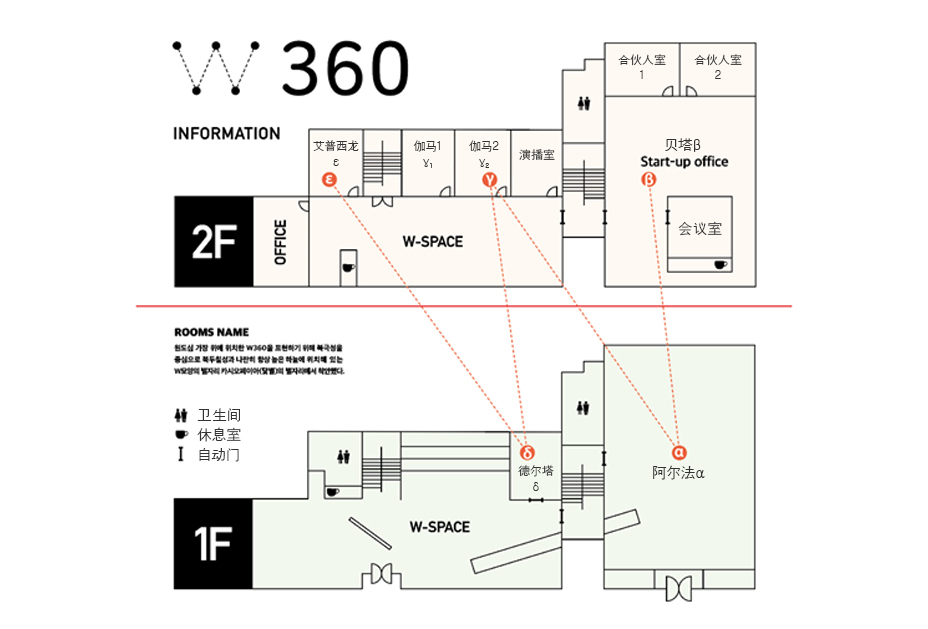 W 360
INFORMATION
合伙人室
1
合伙人室
2
艾普西龙
ε
ε
伽马1
γ₁
伽马2
γ₂
γ
演播室
贝塔β
Start-up office
β
会议室
2F
OFFICE
W-SPACE
ROOMS NAME
원도심 가장 위에 위치한 W360을 표현하기 위해 북극성을
중심으로 북두칠성과 나란히 항상 높은 하늘에 위치해 있는
W모양의 별자리 카시오페이아(닻별)의 별자리에서 착안했다.
卫生间
休息室
自动门
δ
德尔塔
δ
α
阿尔法α
1F
W-SPACE